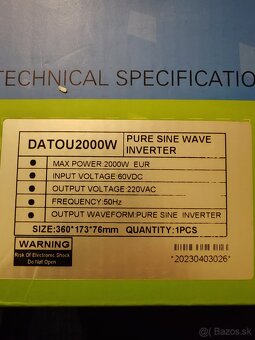 TECHNICAL SPECIFICATION
DATOU2000W
PURE SINE WAVE
INVERTER
MAX POWER 2000W EUR
INPUT VOLTAGE:60VDC
OUTPUT VOLTAGE:220VAC
FREQUENCY:50Hz
OUTPUT WAVEFORM:PURE SINE INVERTER
SIZE:360*173*76mm QUANTITY:1PCS
WARNING
Risk Of Electronic Shock
Do Not Open
*20230403026*
bazos.sk